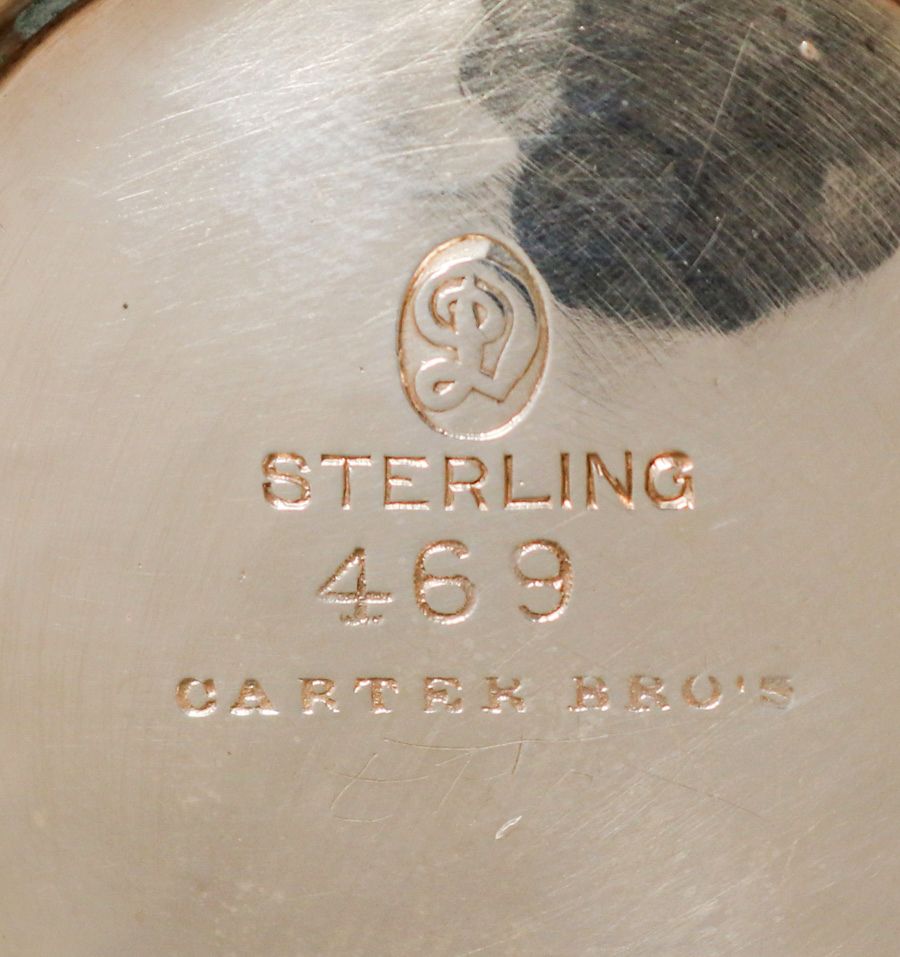 D
STERLING
469
CARTER BRO'S